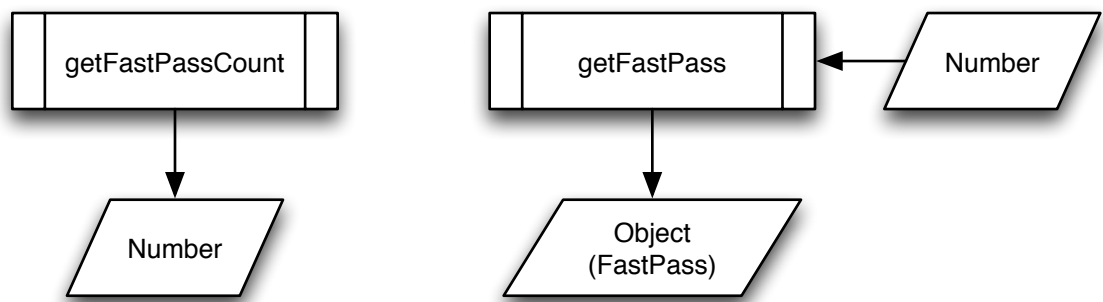 getFastPassCount
getFastPass
Number
Number
Object
(FastPass)